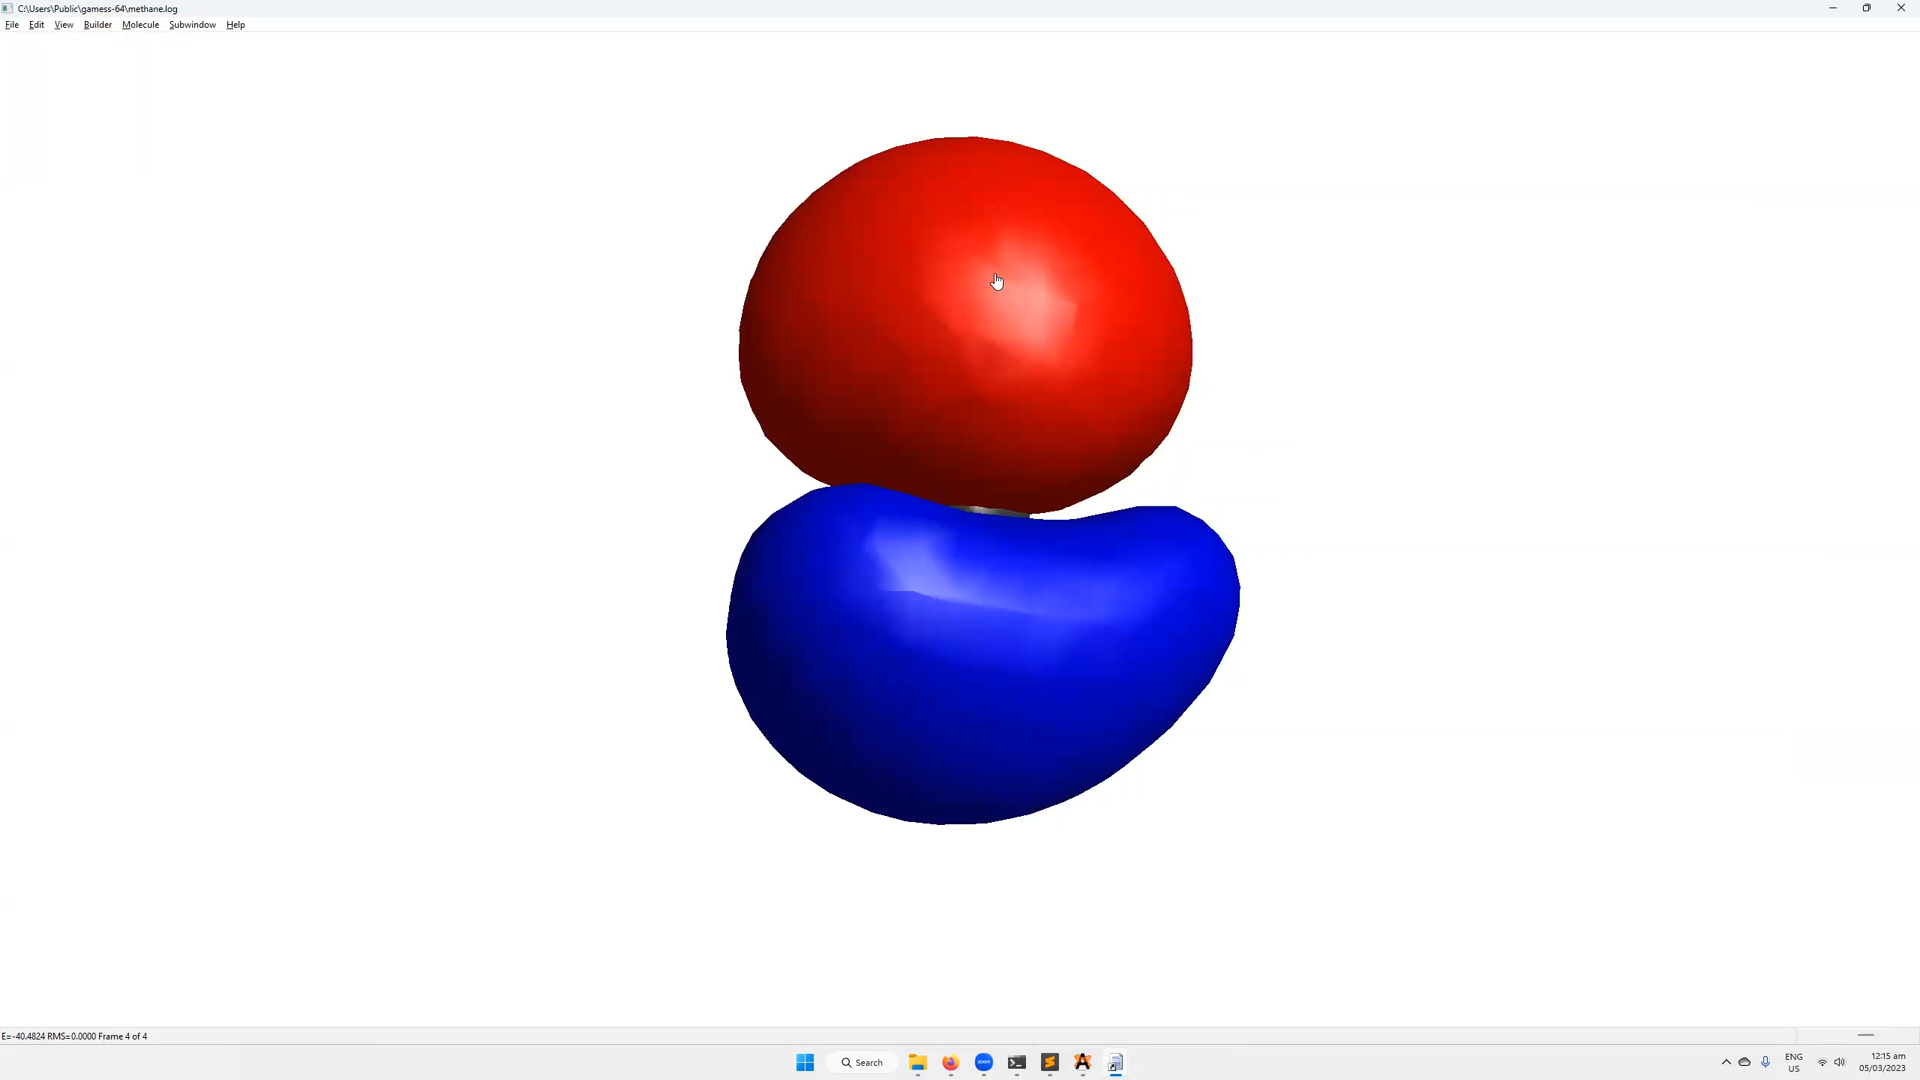 C:\Users\Public\gamess-64\methane.log
File Edit View Builder Molecule Subwindow Help
E=-40.4824 RMS=0.0000 Frame 4 of 4
Search
zoom
ENG
US
12:15 am
05/03/2023